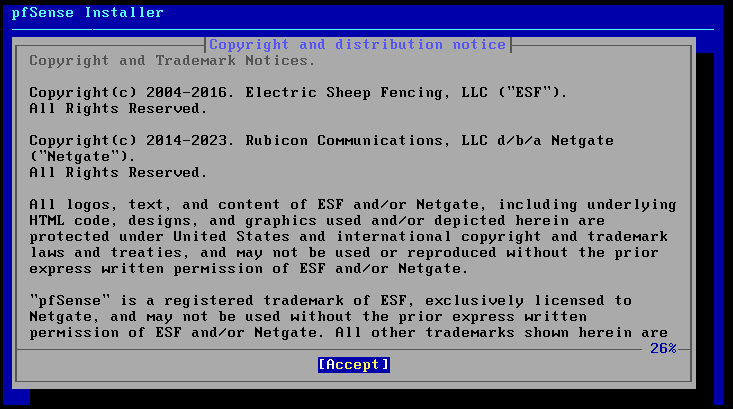 pfSense Installer
Copyright and distribution notice
Copyright and Trademark Notices.
Copyright(c) 2004-2016. Electric Sheep Fencing, LLC ("ESF").
All Rights Reserved.
Copyright(c) 2014-2023. Rubicon Communications, LLC d/b/a Netgate
("Netgate").
All Rights Reserved.
All logos, text, and content of ESF and/or Netgate, including underlying
HTML code, designs, and graphics used and/or depicted herein are
protected under United States and international copyright and trademark
laws and treaties, and may not be used or reproduced without the prior
express written permission of ESF and/or Netgate.
"pfSense" is a registered trademark of ESF, exclusively licensed to
Netgate, and may not be used without the prior express written
permission of ESF and/or Netgate. All other trademarks shown herein are
26%
[Accept]